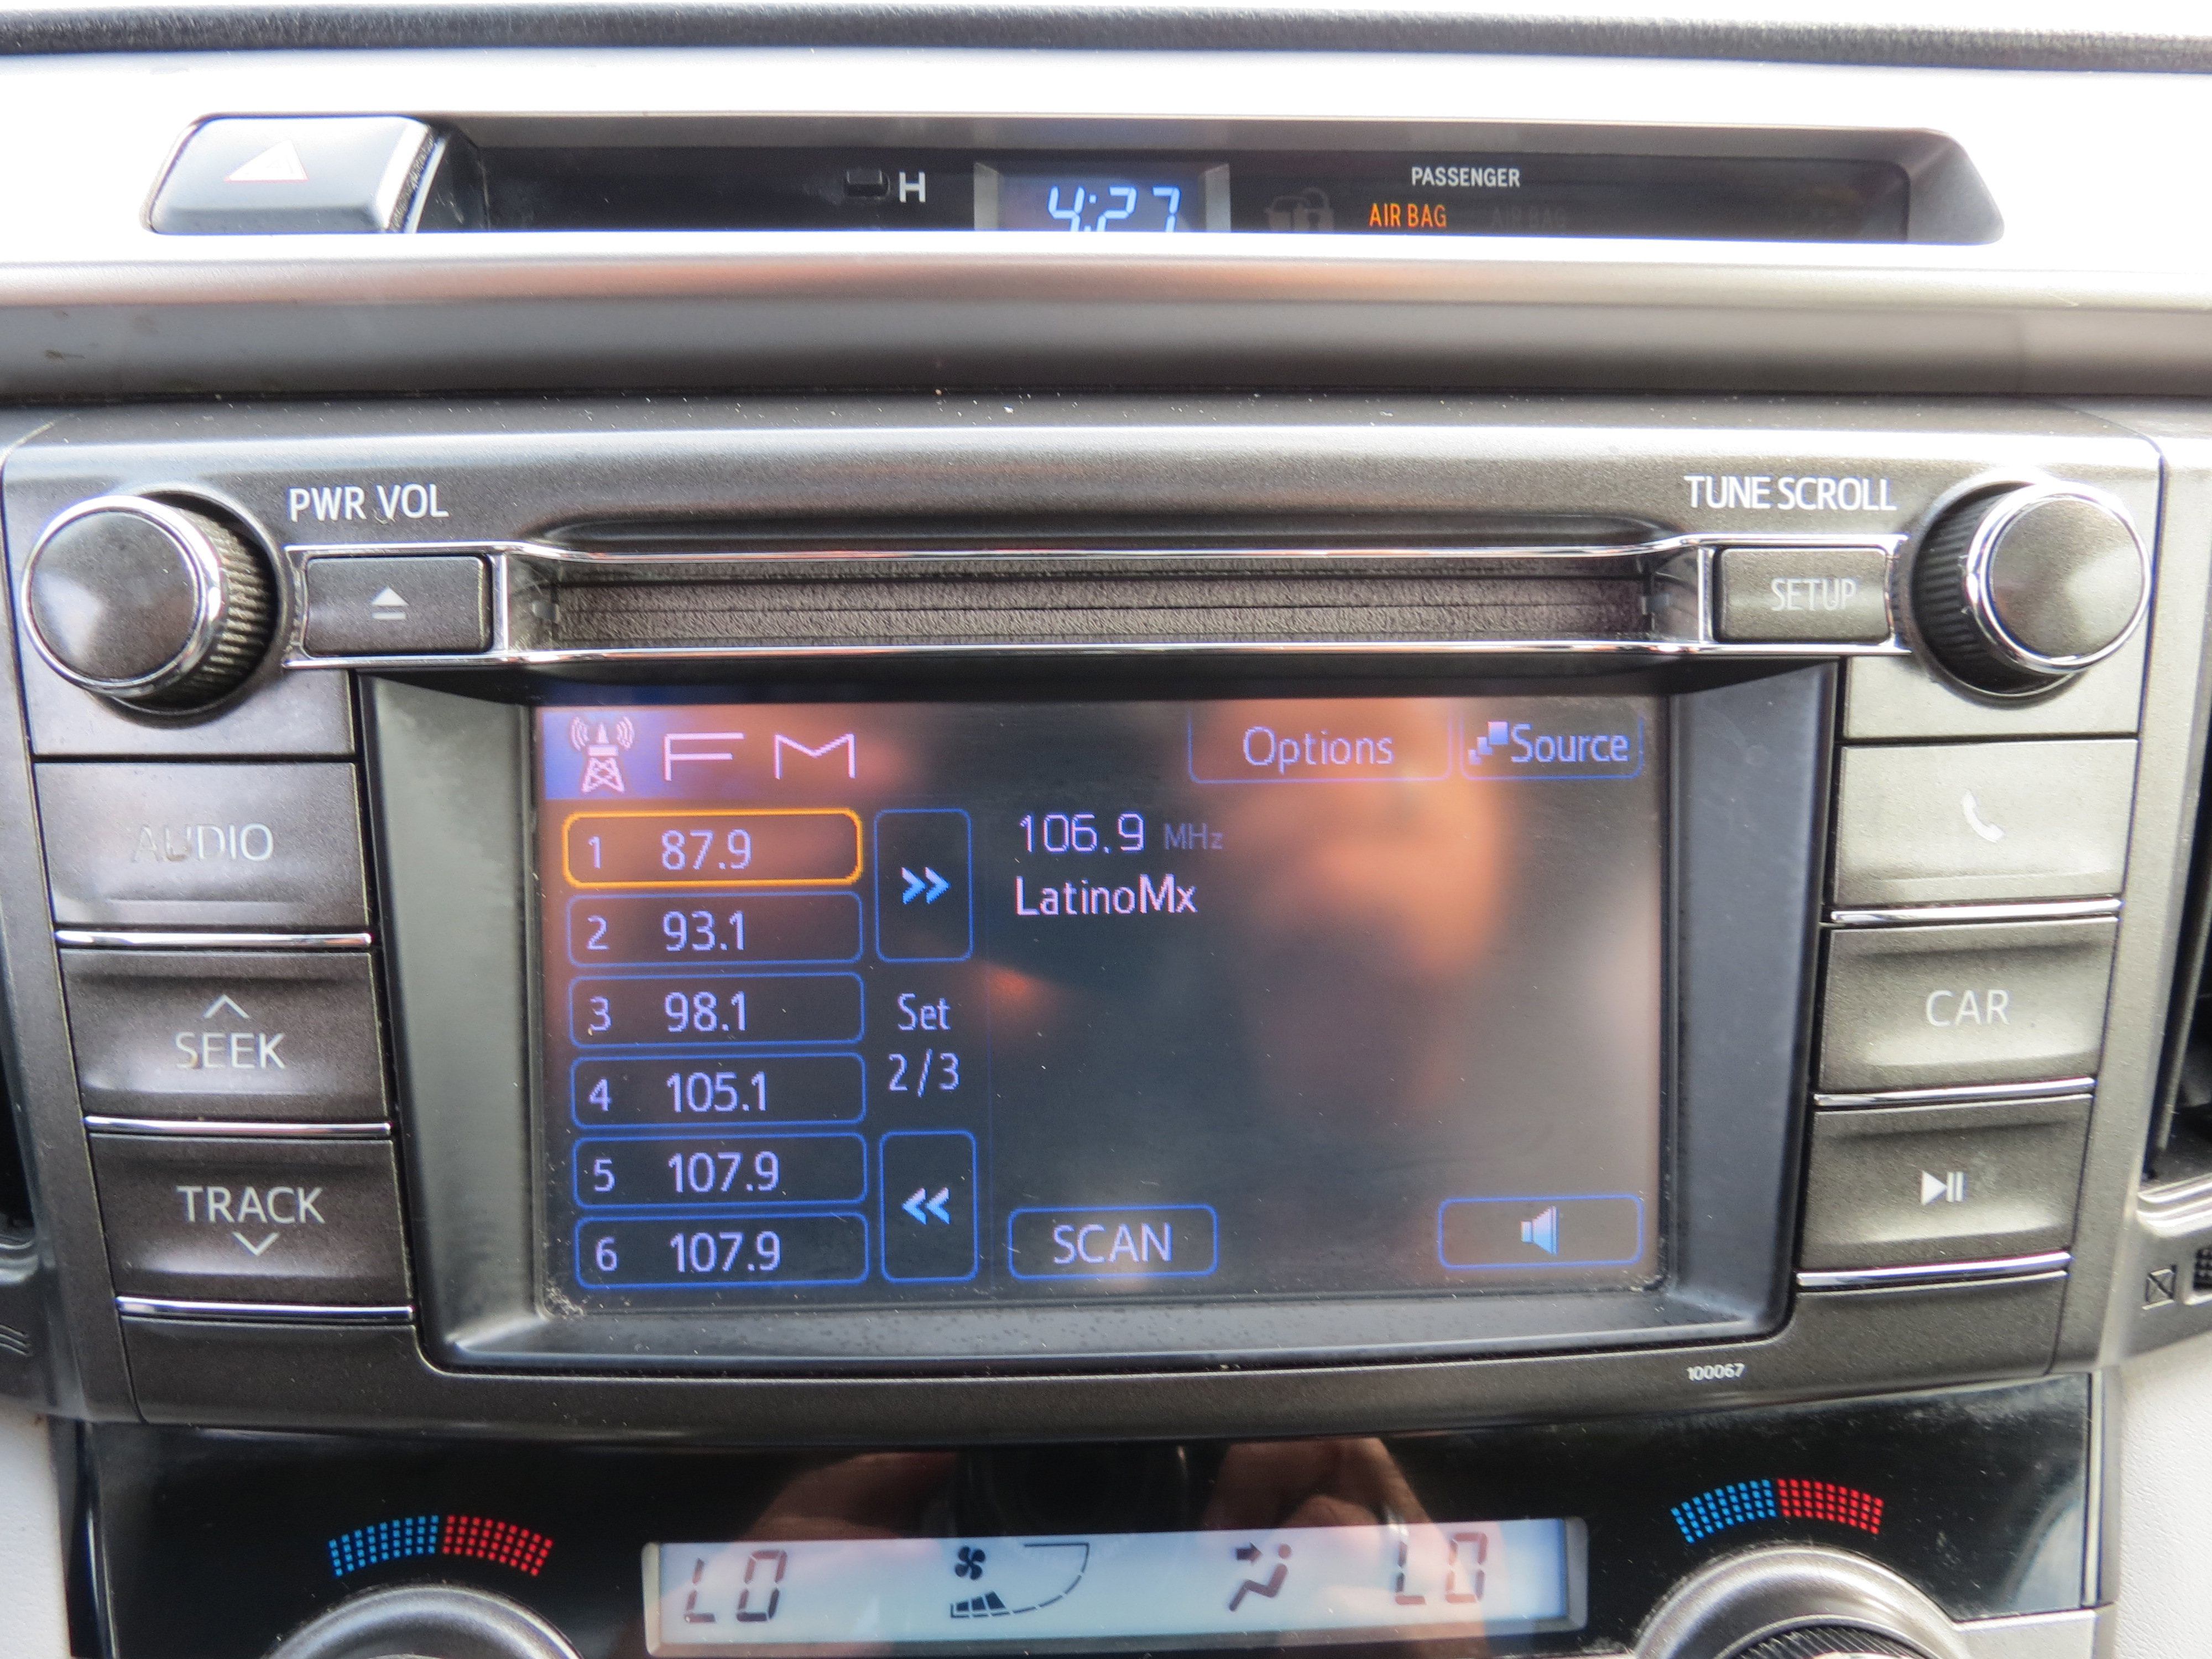 H 4:27 PASSENGER
AIR BAG AIR BAG
PWR VOL
TUNE SCROLL
SETUP
FM Options Source
AUDIO
1 87.9
106.9 MHz
2 93.1
LatinoMx
3 98.1
Set
2/3
4 105.1
5 107.9
6 107.9
SCAN
SEEK
TRACK
CAR
100067
LO LO